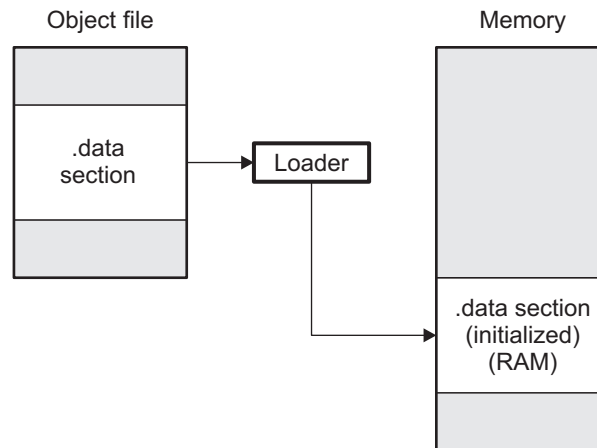 Object file
Memory
.data
section
Loader
.data section
(initialized)
(RAM)